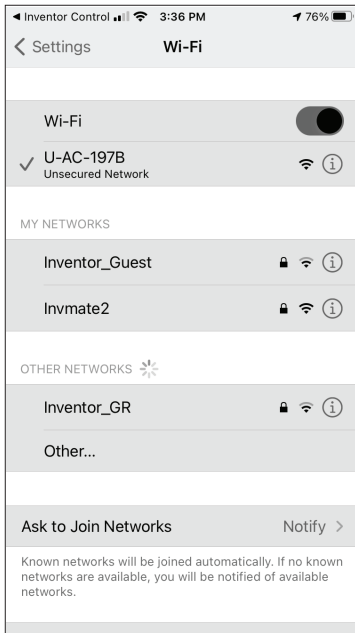 ◀ Inventor Control 3:36 PM 76%
Settings Wi-Fi
Wi-Fi
U-AC-197B
Unsecured Network
MY NETWORKS
Inventor_Guest
Invmate2
OTHER NETWORKS
Inventor_GR
Other...
Ask to Join Networks Notify
Known networks will be joined automatically. If no known
networks are available, you will be notified of available
networks.